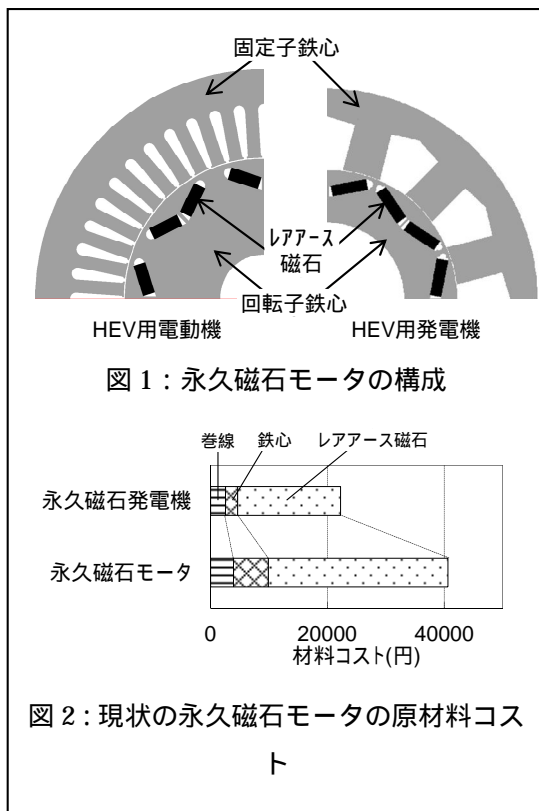 固定子鉄心
ﾚｱｱｰｽ
磁石
回転子鉄心
HEV用電動機 HEV用発電機
図 1：永久磁石モータの構成
巻線 鉄心 レアアース磁石
永久磁石発電機
永久磁石モータ
0 20000 40000
材料コスト(円)
図 2：現状の永久磁石モータの原材料コス
ト